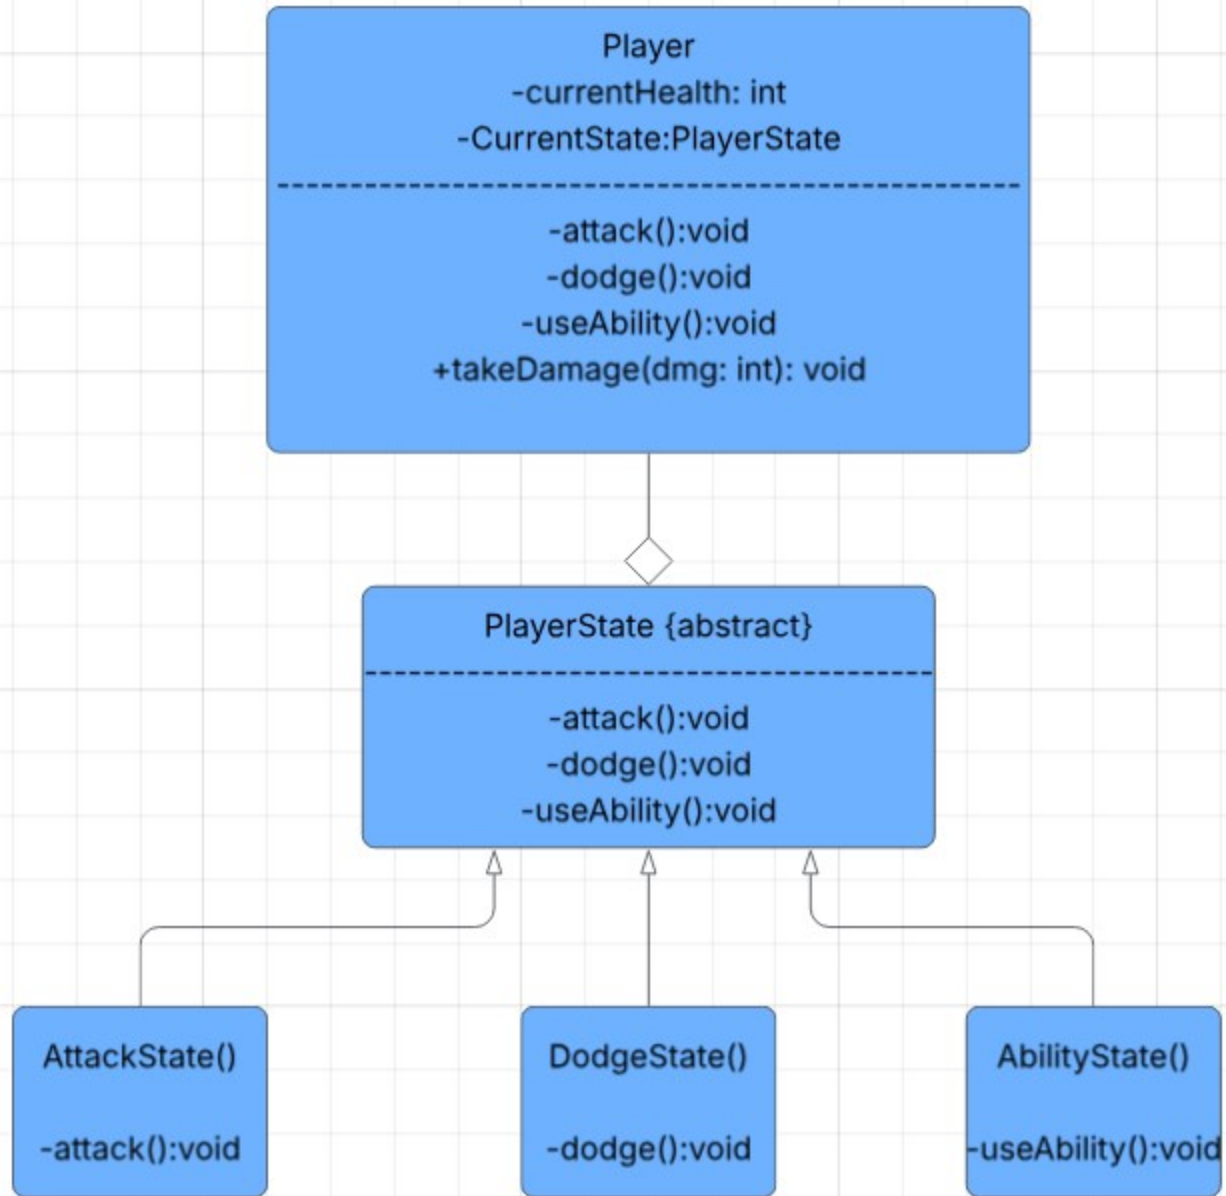 Player
-currentHealth: int
-CurrentState:PlayerState
-attack():void
-dodge():void
-useAbility():void
+takeDamage(dmg: int): void
PlayerState {abstract}
-attack():void
-dodge():void
-useAbility():void
AttackState()
-attack():void
DodgeState()
-dodge():void
AbilityState()
-useAbility():void